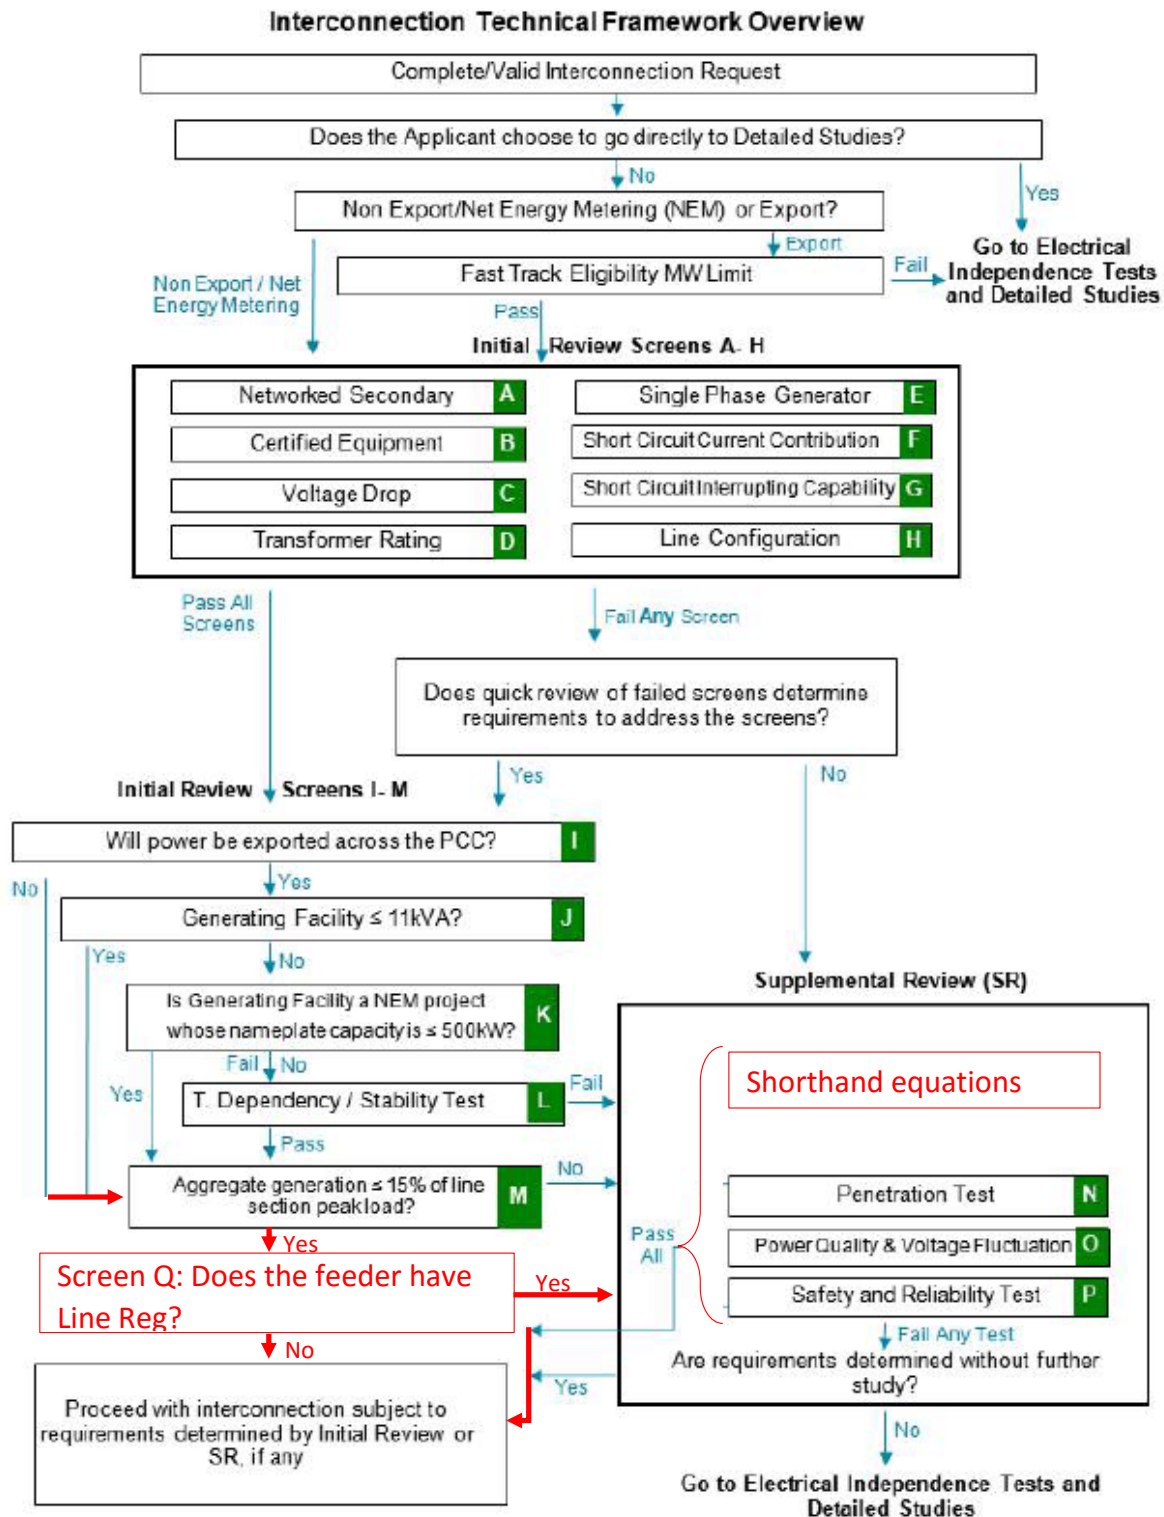 Interconnection Technical Framework Overview
Complete/Valid Interconnection Request
Does the Applicant choose to go directly to Detailed Studies?
No
Yes
Non Export/Net Energy Metering (NEM) or Export?
Export
Go to Electrical
Independence Tests
and Detailed Studies
Fast Track Eligibility MW Limit
Fail
Non Export / Net
Energy Metering
Pass
Initial Review Screens A- H
Networked Secondary A
Single Phase Generator E
Certified Equipment B
Short Circuit Current Contribution F
Voltage Drop C
Short Circuit Interrupting Capability G
Transformer Rating D
Line Configuration H
Pass All
Screens
Fail Any Screen
Does quick review of failed screens determine
requirements to address the screens?
Yes
No
Initial Review Screens I- M
Will power be exported across the PCC? I
No
Yes
Generating Facility ≤ 11kVA? J
Yes
No
Is Generating Facility a NEM project
whose nameplate capacity is ≤ 500kW? K
Fail No
Yes
T. Dependency / Stability Test L
Fail
Pass
Aggregate generation ≤ 15% of line
section peak load? M
No
Yes
Screen Q: Does the feeder have
Line Reg?
Yes
No
Proceed with interconnection subject to
requirements determined by Initial Review or
SR, if any
Supplemental Review (SR)
Shorthand equations
Penetration Test N
Power Quality & Voltage Fluctuation O
Safety and Reliability Test P
Pass
All
Fail Any Test
Are requirements determined without further
study?
Yes
No
Go to Electrical Independence Tests and
Detailed Studies